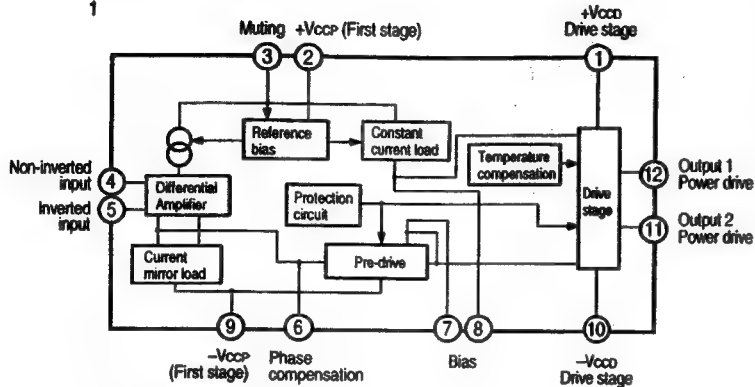 1
Muting
+VCCP (First stage)
+VCCD
Drive stage
3
2
1
Reference
bias
Constant
current load
Temperature
compensation
Non-inverted
input
4
Inverted
input
5
Differential
Amplifier
Protection
circuit
Drive
stage
12
Output 1
Power drive
11
Output 2
Power drive
Current
mirror load
Pre-drive
9
6
7
8
10
−VCCP
(First stage)
Phase
compensation
Bias
−VCCD
Drive stage